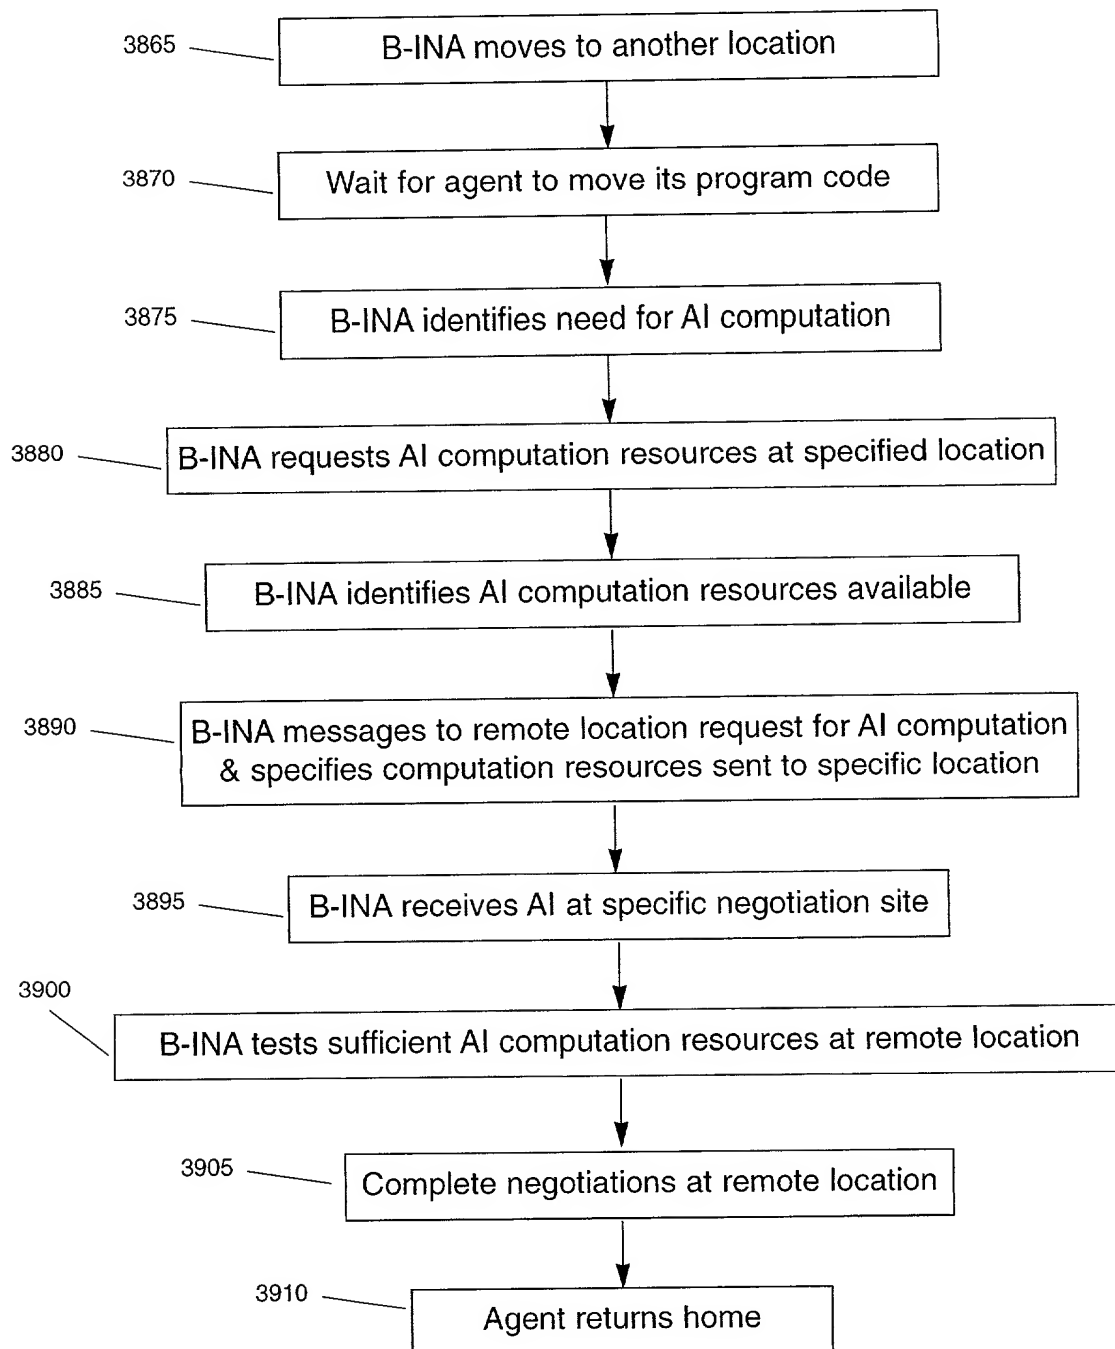 3865
B-INA moves to another location
3870
Wait for agent to move its program code
3875
B-INA identifies need for AI computation
3880
B-INA requests AI computation resources at specified location
3885
B-INA identifies AI computation resources available
3890
B-INA messages to remote location request for AI computation
& specifies computation resources sent to specific location
3895
B-INA receives AI at specific negotiation site
3900
B-INA tests sufficient AI computation resources at remote location
3905
Complete negotiations at remote location
3910
Agent returns home